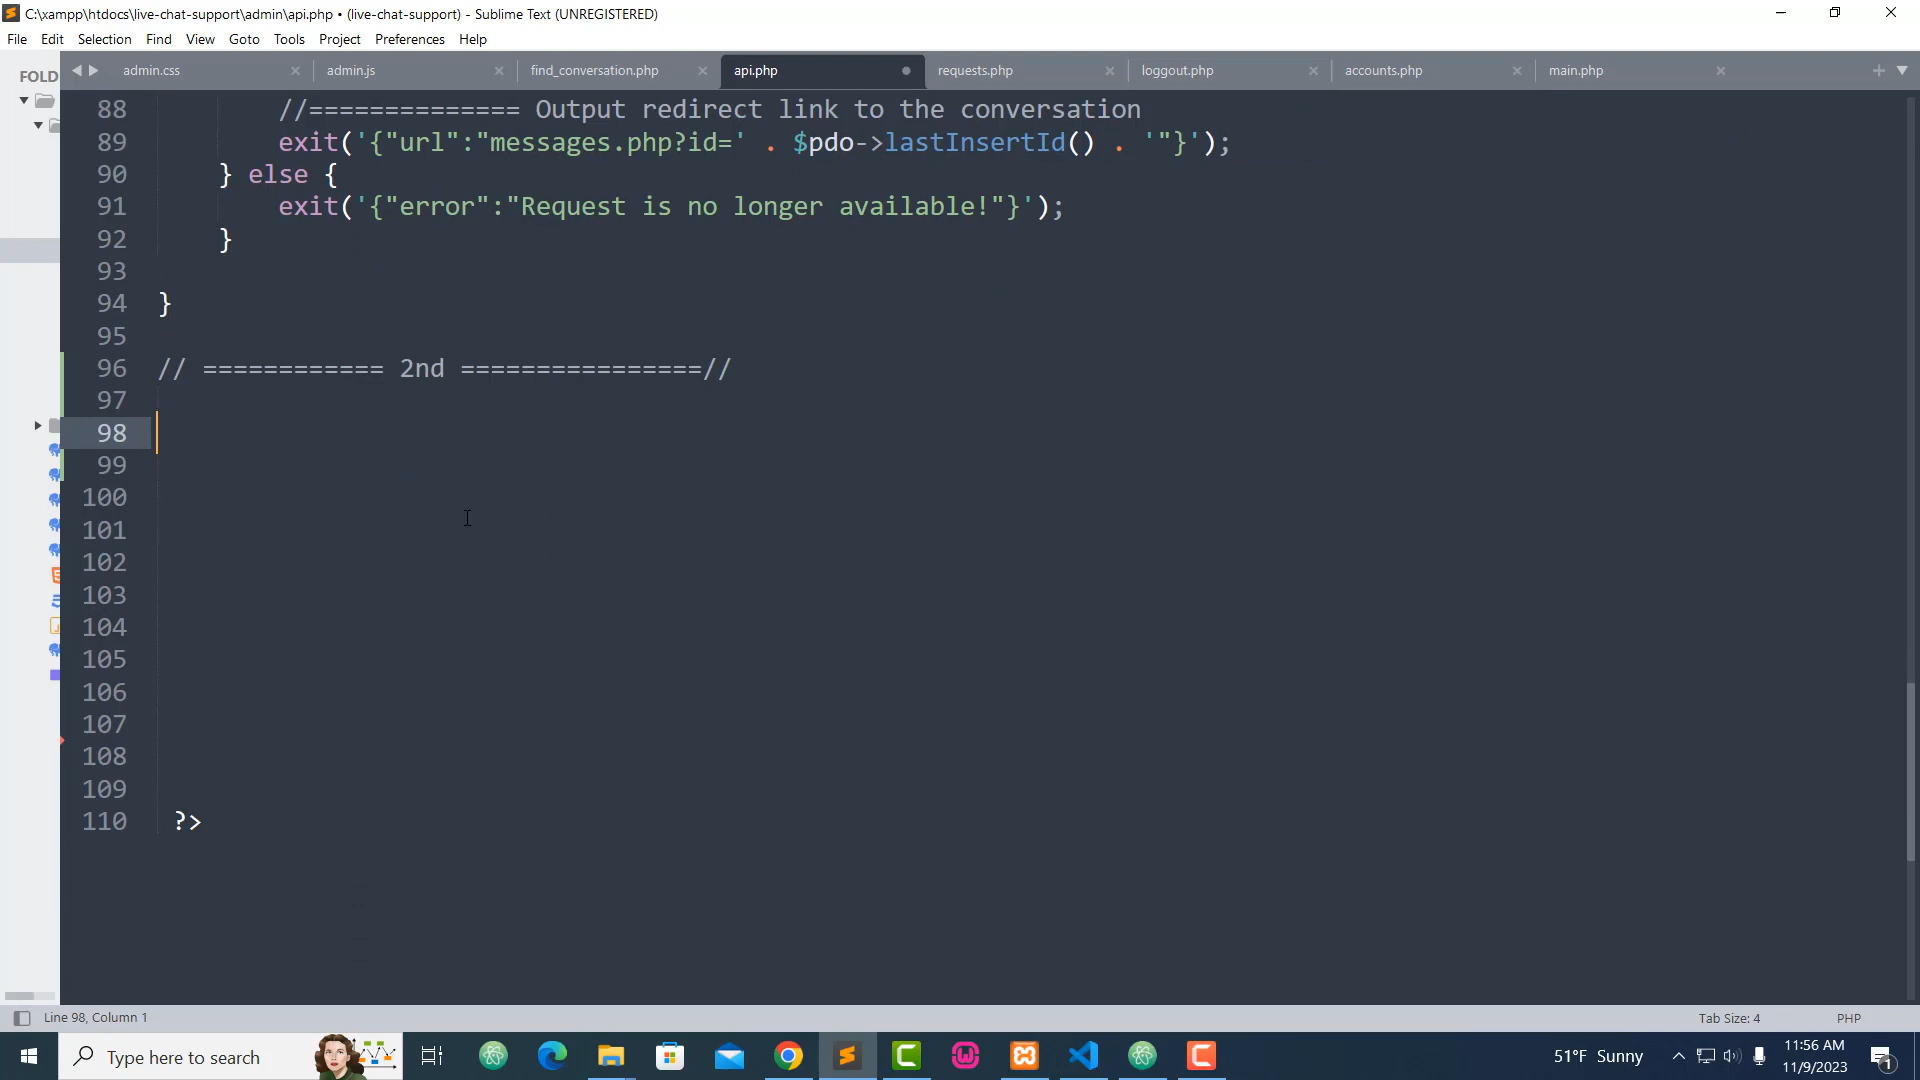 C:\xampp\htdocs\live-chat-support\admin\api.php • (live-chat-support) - Sublime Text (UNREGISTERED)
File Edit Selection Find View Goto Tools Project Preferences Help
FOLD
admin.css admin.js find_conversation.php api.php requests.php loggout.php accounts.php main.php
88 //============== Output redirect link to the conversation
89 exit('{"url":"messages.php?id=' . $pdo->lastInsertId() . '"}');
90 } else {
91 exit('{"error":"Request is no longer available!"}');
92 }
93
94 }
95
96 // ============ 2nd ================//
97
98
99
100
101
102
103
104
105
106
107
108
109
110 ?>
Line 98, Column 1 Tab Size: 4 PHP
Type here to search
51°F Sunny
11:56 AM
11/9/2023
1